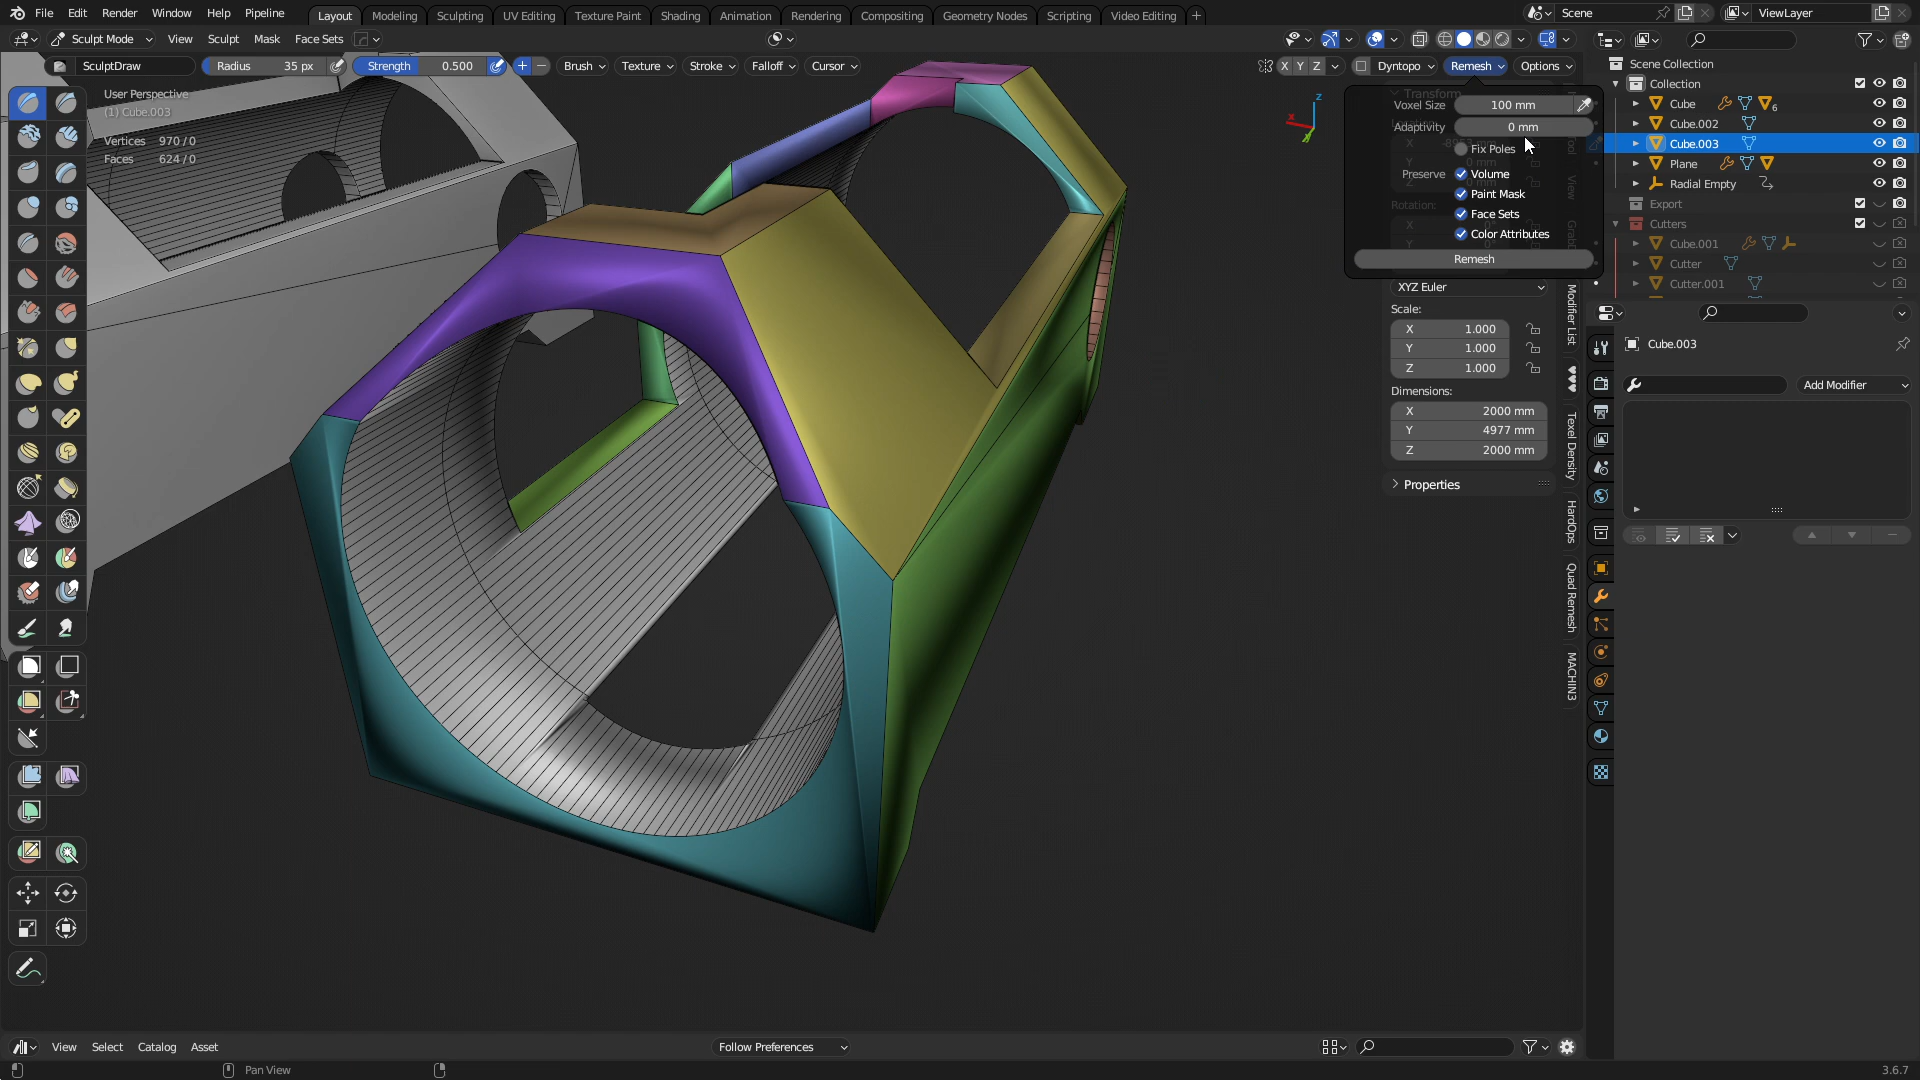 File Edit Render Window Help Pipeline Layout Modeling Sculpting UV Editing Texture Paint Shading Animation Rendering Compositing Geometry Nodes Scripting Video Editing + Scene ViewLayer
Sculpt Mode View Sculpt Mask Face Sets
SculptDraw Radius 35 px Strength 0.500 + − Brush Texture Stroke Falloff Cursor X Y Z Dyntopo Remesh Options
User Perspective
(1) Cube.003
Vertices 970/0
Faces 624/0
Z
X
Y
Transform
Voxel Size 100 mm
Adaptivity 0 mm
Fix Poles
Preserve Volume
Paint Mask
Face Sets
Color Attributes
Remesh
Rotation:
XYZ Euler
Scale:
X 1.000
Y 1.000
Z 1.000
Dimensions:
X 2000 mm
Y 4977 mm
Z 2000 mm
Properties
View
Modifier List
Texel Density
HardOps
Quad Remesh
MACHIN3
Scene Collection
Collection
Cube 6
Cube.002
Cube.003
Plane
Radial Empty
Export
Cutters
Cube.001
Cutter
Cutter.001
Cube.003
Add Modifier
View Select Catalog Asset Follow Preferences
Pan View 3.6.7